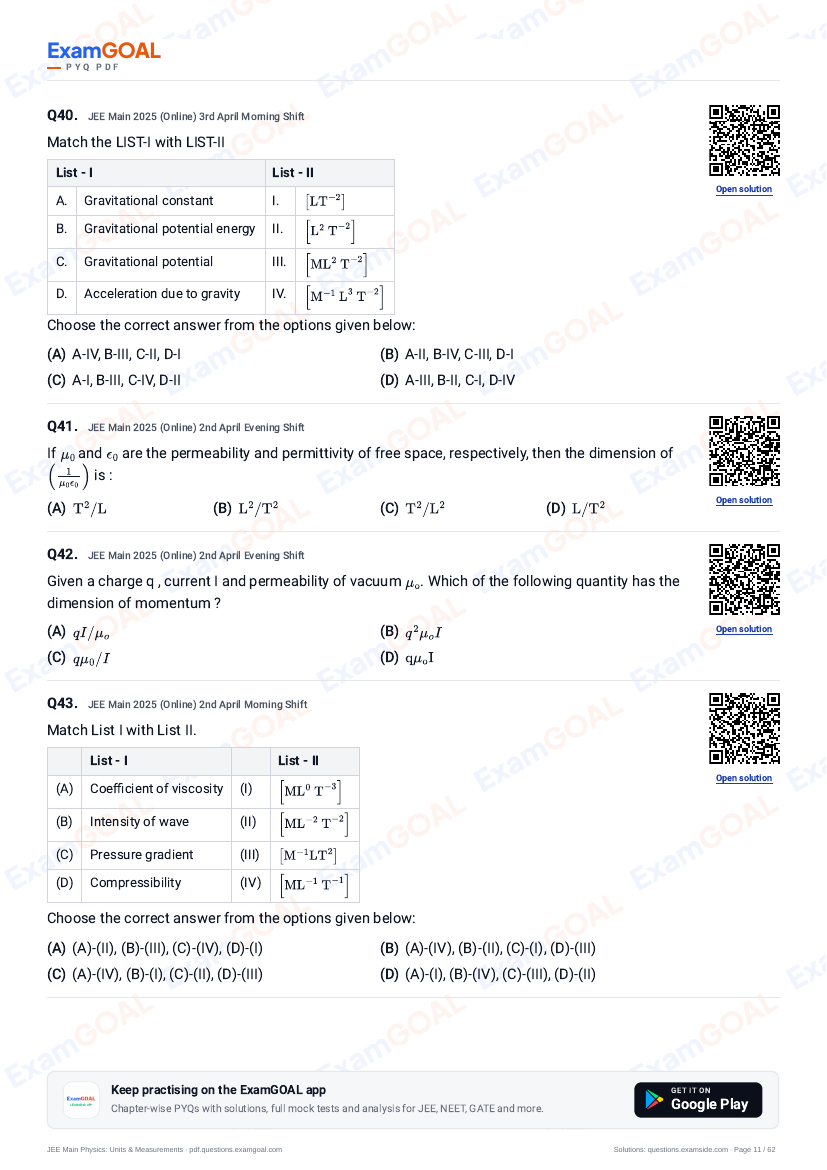 ExamGOAL
PYQ PDF
Q40. JEE Main 2025 (Online) 3rd April Morning Shift
Match the LIST-I with LIST-II
List - I List - II
A. Gravitational constant I. [LT⁻²]
B. Gravitational potential energy II. [L² T⁻²]
C. Gravitational potential III. [ML² T⁻²]
D. Acceleration due to gravity IV. [M⁻¹ L³ T⁻²]
Choose the correct answer from the options given below:
(A) A-IV, B-III, C-II, D-I (B) A-II, B-IV, C-III, D-I
(C) A-I, B-III, C-IV, D-II (D) A-III, B-II, C-I, D-IV
Open solution
Q41. JEE Main 2025 (Online) 2nd April Evening Shift
If μ₀ and ϵ₀ are the permeability and permittivity of free space, respectively, then the dimension of
(1/μ₀ϵ₀) is :
(A) T²/L (B) L²/T² (C) T²/L² (D) L/T²
Open solution
Q42. JEE Main 2025 (Online) 2nd April Evening Shift
Given a charge q , current I and permeability of vacuum μₒ. Which of the following quantity has the
dimension of momentum ?
(A) qI/μₒ (B) q²μₒI
(C) qμ₀/I (D) qμₒI
Open solution
Q43. JEE Main 2025 (Online) 2nd April Morning Shift
Match List I with List II.
List - I List - II
(A) Coefficient of viscosity (I) [ML⁰ T⁻³]
(B) Intensity of wave (II) [ML⁻² T⁻²]
(C) Pressure gradient (III) [M⁻¹LT²]
(D) Compressibility (IV) [ML⁻¹ T⁻¹]
Choose the correct answer from the options given below:
(A) (A)-(II), (B)-(III), (C)-(IV), (D)-(I) (B) (A)-(IV), (B)-(II), (C)-(I), (D)-(III)
(C) (A)-(IV), (B)-(I), (C)-(II), (D)-(III) (D) (A)-(I), (B)-(IV), (C)-(III), (D)-(II)
Open solution
Keep practising on the ExamGOAL app
Chapter-wise PYQs with solutions, full mock tests and analysis for JEE, NEET, GATE and more.
GET IT ON
Google Play
JEE Main Physics: Units & Measurements · pdf.questions.examgoal.com Solutions: questions.examside.com · Page 11 / 62